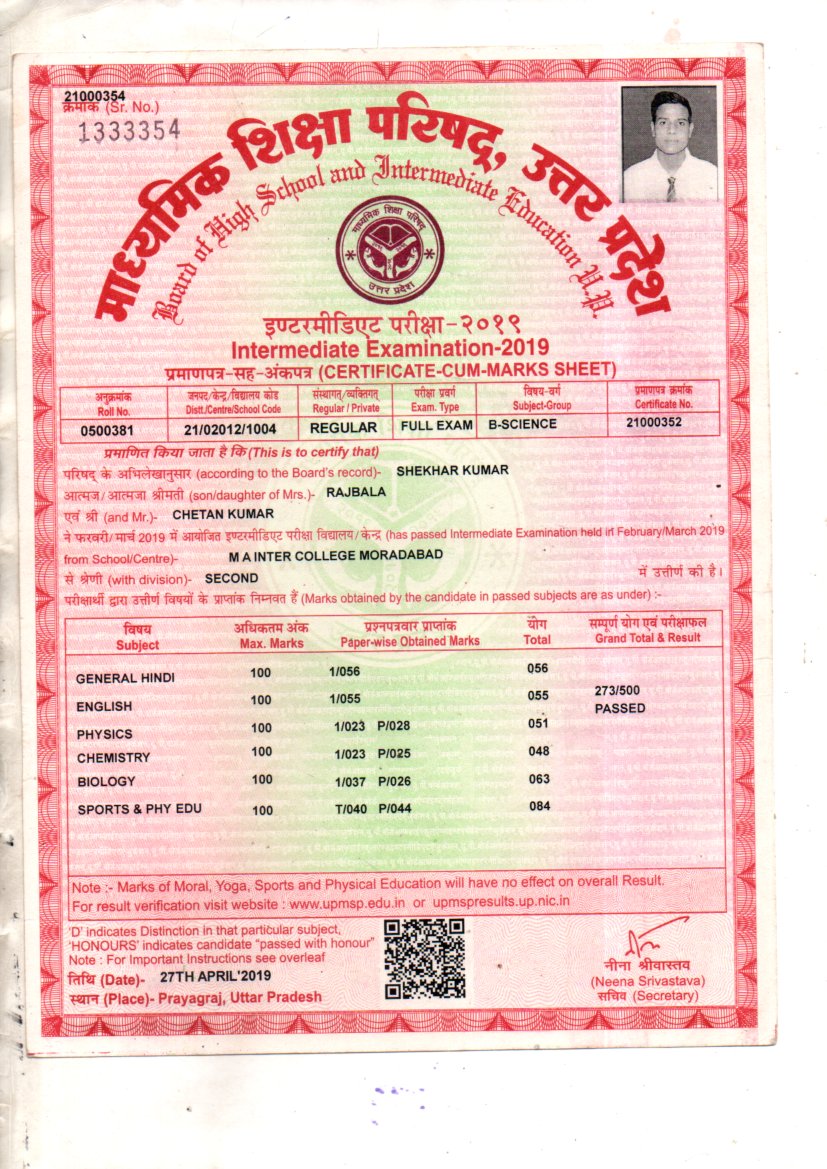 21000354
क्रमांक (Sr. No.)
1333354
माध्यमिक शिक्षा परिषद्, उत्तर प्रदेश
Board of High School and Intermediate Education U.P.
माध्यमिक शिक्षा परिषद
उत्तर प्रदेश
इण्टरमीडिएट परीक्षा-२०१९
Intermediate Examination-2019
प्रमाणपत्र-सह-अंकपत्र (CERTIFICATE-CUM-MARKS SHEET)
अनुक्रमांक जनपद/केन्द्र/विद्यालय कोड संस्थागत/व्यक्तिगत परीक्षा प्रवर्ग विषय-वर्ग प्रमाणपत्र क्रमांक
Roll No. Distt./Centre/School Code Regular / Private Exam. Type Subject-Group Certificate No.
0500381 21/02012/1004 REGULAR FULL EXAM B-SCIENCE 21000352
प्रमाणित किया जाता है कि (This is to certify that)
परिषद् के अभिलेखानुसार (according to the Board's record)- SHEKHAR KUMAR
आत्मज/आत्मजा श्रीमती (son/daughter of Mrs.)- RAJBALA
एवं श्री (and Mr.)- CHETAN KUMAR
ने फरवरी/मार्च 2019 में आयोजित इण्टरमीडिएट परीक्षा विद्यालय/केन्द्र (has passed Intermediate Examination held in February/March 2019
from School/Centre)- M A INTER COLLEGE MORADABAD
से श्रेणी (with division)- SECOND में उत्तीर्ण की है।
परीक्षार्थी द्वारा उत्तीर्ण विषयों के प्राप्तांक निम्नवत हैं (Marks obtained by the candidate in passed subjects are as under) :-
विषय अधिकतम अंक प्रश्नपत्रवार प्राप्तांक योग सम्पूर्ण योग एवं परीक्षाफल
Subject Max. Marks Paper-wise Obtained Marks Total Grand Total & Result
GENERAL HINDI 100 1/056 056
ENGLISH 100 1/055 055 273/500
PASSED
PHYSICS 100 1/023 P/028 051
CHEMISTRY 100 1/023 P/025 048
BIOLOGY 100 1/037 P/026 063
SPORTS & PHY EDU 100 T/040 P/044 084
Note :- Marks of Moral, Yoga, Sports and Physical Education will have no effect on overall Result.
For result verification visit website : www.upmsp.edu.in or upmspresults.up.nic.in
'D' indicates Distinction in that particular subject,
'HONOURS' indicates candidate "passed with honour"
Note : For Important Instructions see overleaf
तिथि (Date)- 27TH APRIL'2019
स्थान (Place)- Prayagraj, Uttar Pradesh
नीना श्रीवास्तव
(Neena Srivastava)
सचिव (Secretary)